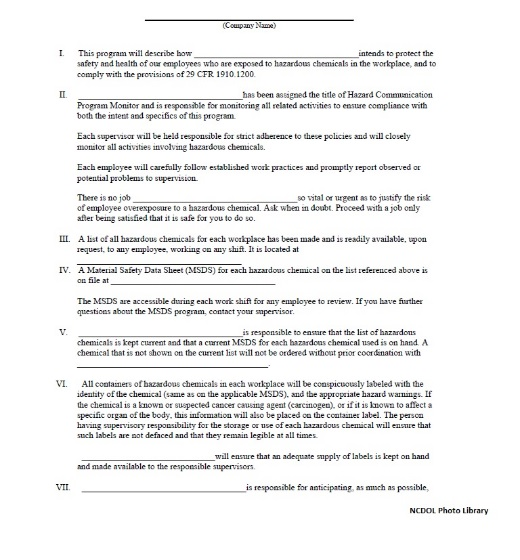 (Company Name)
I. This program will describe how ______ intends to protect the
safety and health of our employees who are exposed to hazardous chemicals in the workplace, and to
comply with the provisions of 29 CFR 1910.1200.
II. ______ has been assigned the title of Hazard Communication
Program Monitor and is responsible for monitoring all related activities to ensure compliance with
both the intent and specifics of this program.
Each supervisor will be held responsible for strict adherence to these policies and will closely
monitor all activities involving hazardous chemicals.
Each employee will carefully follow established work practices and promptly report observed or
potential problems to supervision.
There is no job ______ so vital or urgent as to justify the risk
of employee overexposure to a hazardous chemical. Ask when in doubt. Proceed with a job only
after being satisfied that it is safe for you to do so.
III. A list of all hazardous chemicals for each workplace has been made and is readily available, upon
request, to any employee, working on any shift. It is located at
______
IV. A Material Safety Data Sheet (MSDS) for each hazardous chemical on the list referenced above is
on file at ______
The MSDS are accessible during each work shift for any employee to review. If you have further
questions about the MSDS program, contact your supervisor.
V. ______ is responsible to ensure that the list of hazardous
chemicals is kept current and that a current MSDS for each hazardous chemical used is on hand. A
chemical that is not shown on the current list will not be ordered without prior coordination with
______.
VI. All containers of hazardous chemicals in each workplace will be conspicuously labeled with the
identity of the chemical (same as on the applicable MSDS), and the appropriate hazard warnings. If
the chemical is a known or suspected cancer causing agent (carcinogen), or if it is known to affect a
specific organ of the body, this information will also be placed on the container label. The person
having supervisory responsibility for the storage or use of each hazardous chemical will ensure that
such labels are not defaced and that they remain legible at all times.
______ will ensure that an adequate supply of labels is kept on hand
and made available to the responsible supervisors.
VII. ______ is responsible for anticipating, as much as possible,
NCDOL Photo Library